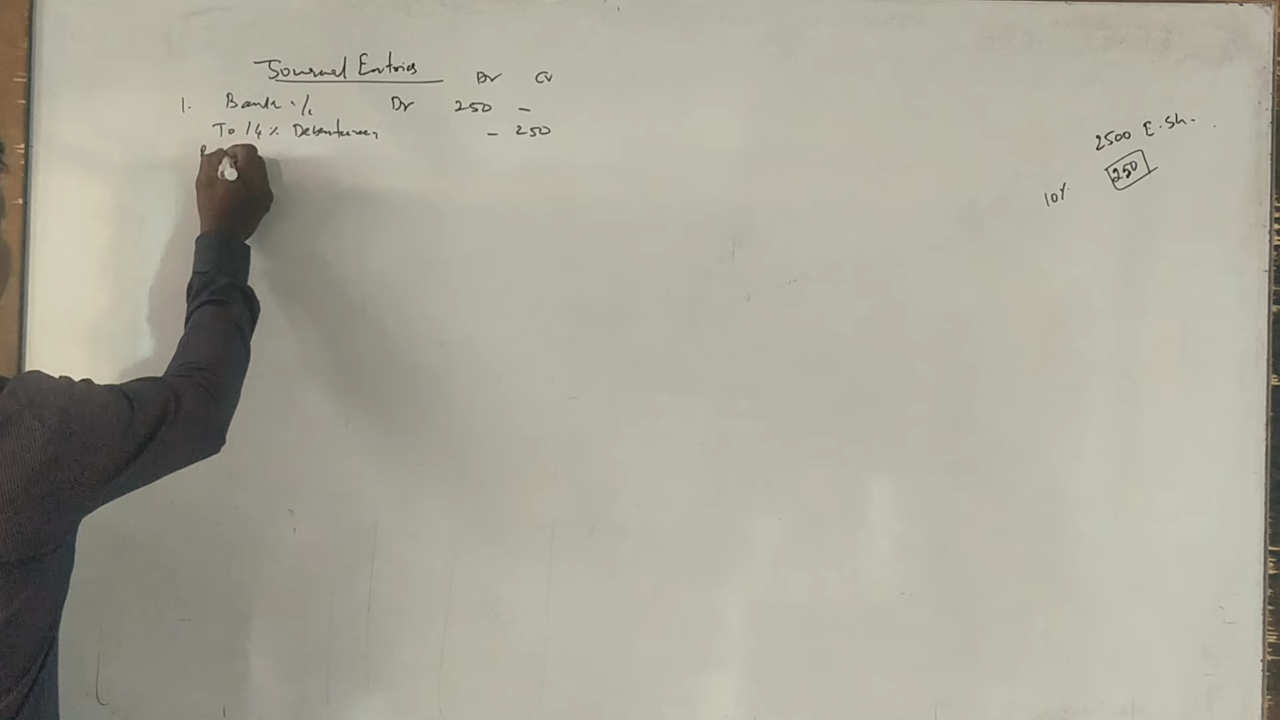 Journal Entries Dr Cr
1. Bank a/c Dr 250 -
To 14% Debentures - 250
2500 E.Sh.
10% 250